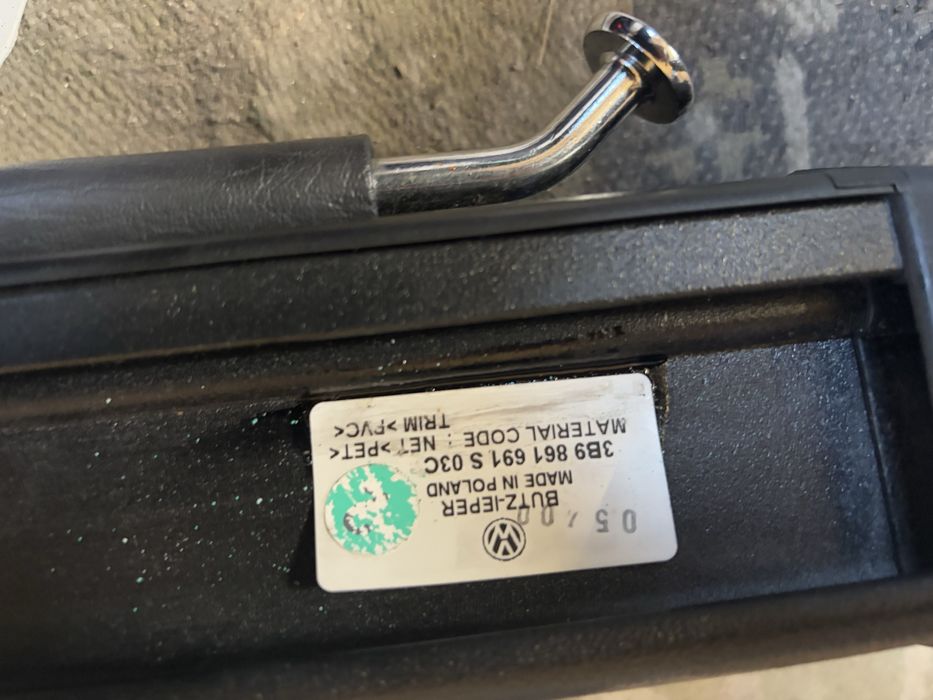 05/00
BUTZ-IEPER
MADE IN POLAND
3B9 861 691 S 03C
MATERIAL CODE : NET >PET<
TRIM >PVC<